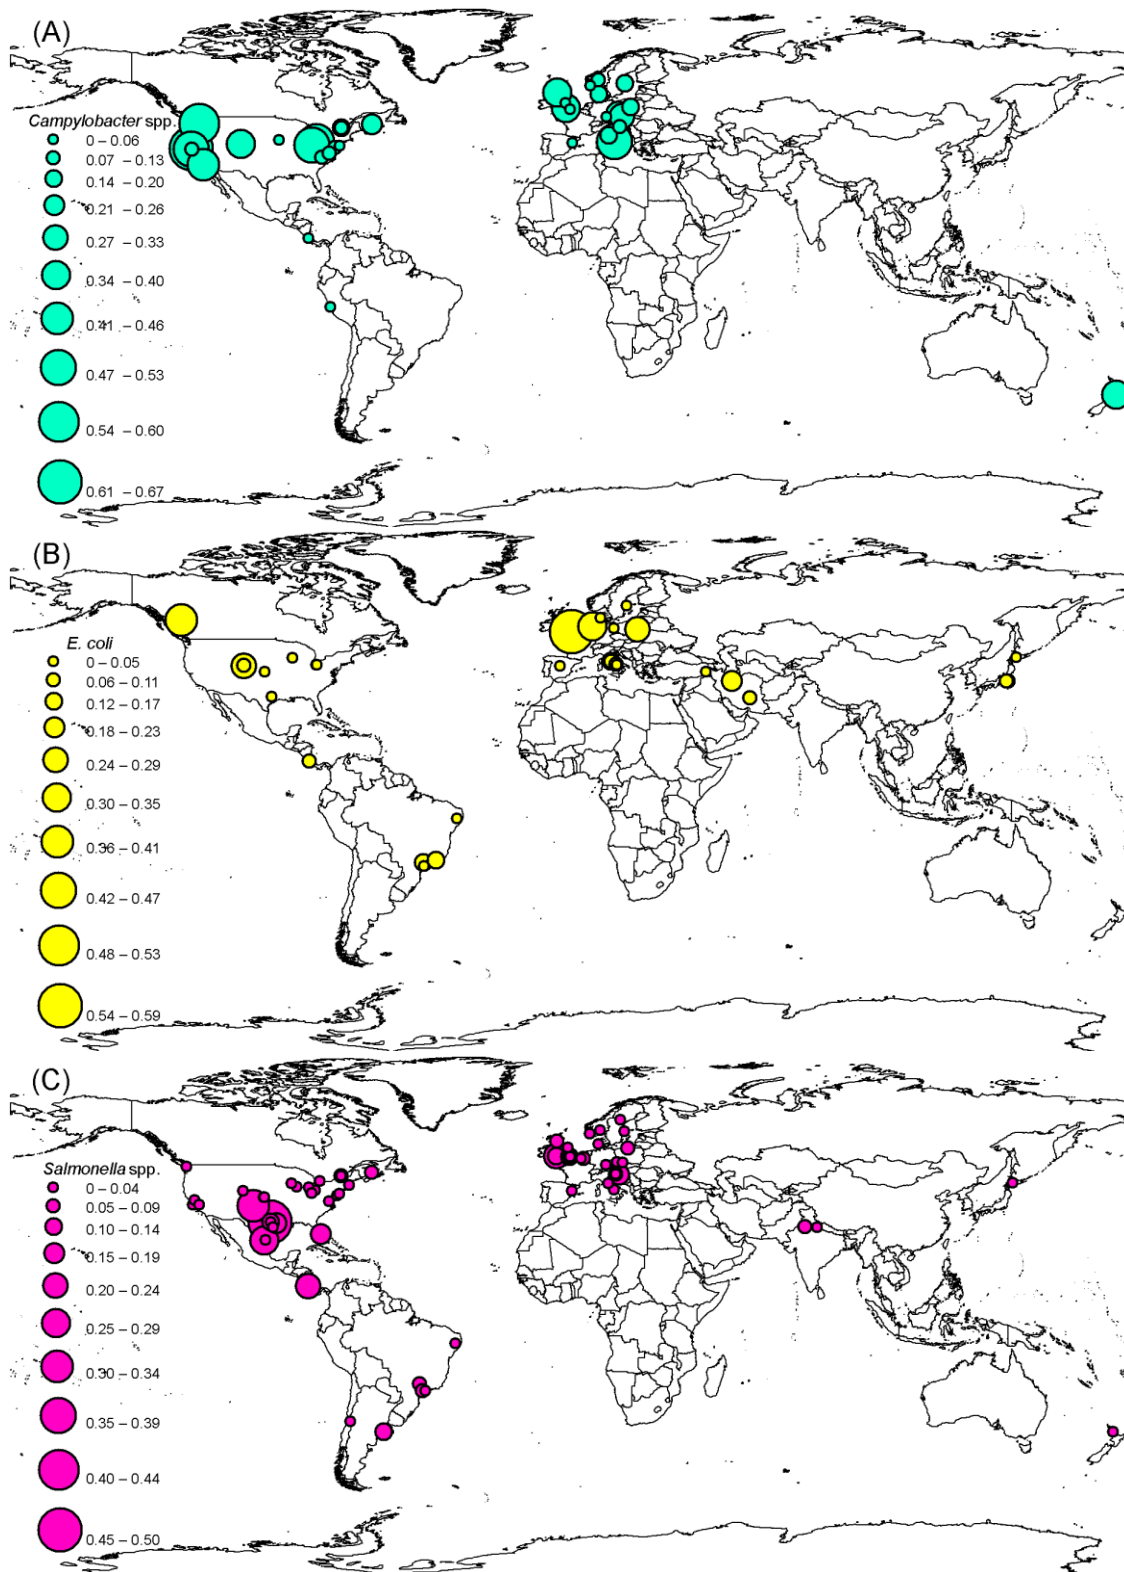 (A)
Campylobacter spp.
0 – 0.06
0.07 – 0.13
0.14 – 0.20
0.21 – 0.26
0.27 – 0.33
0.34 – 0.40
0.41 – 0.46
0.47 – 0.53
0.54 – 0.60
0.61 – 0.67
(B)
E. coli
0 – 0.05
0.06 – 0.11
0.12 – 0.17
0.18 – 0.23
0.24 – 0.29
0.30 – 0.35
0.36 – 0.41
0.42 – 0.47
0.48 – 0.53
0.54 – 0.59
(C)
Salmonella spp.
0 – 0.04
0.05 – 0.09
0.10 – 0.14
0.15 – 0.19
0.20 – 0.24
0.25 – 0.29
0.30 – 0.34
0.35 – 0.39
0.40 – 0.44
0.45 – 0.50